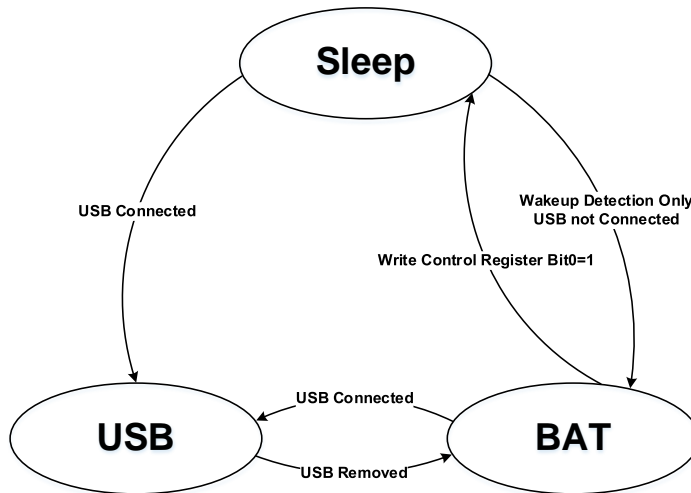 Sleep
USB Connected
Wakeup Detection Only
USB not Connected
Write Control Register Bit0=1
USB Connected
USB
BAT
USB Removed